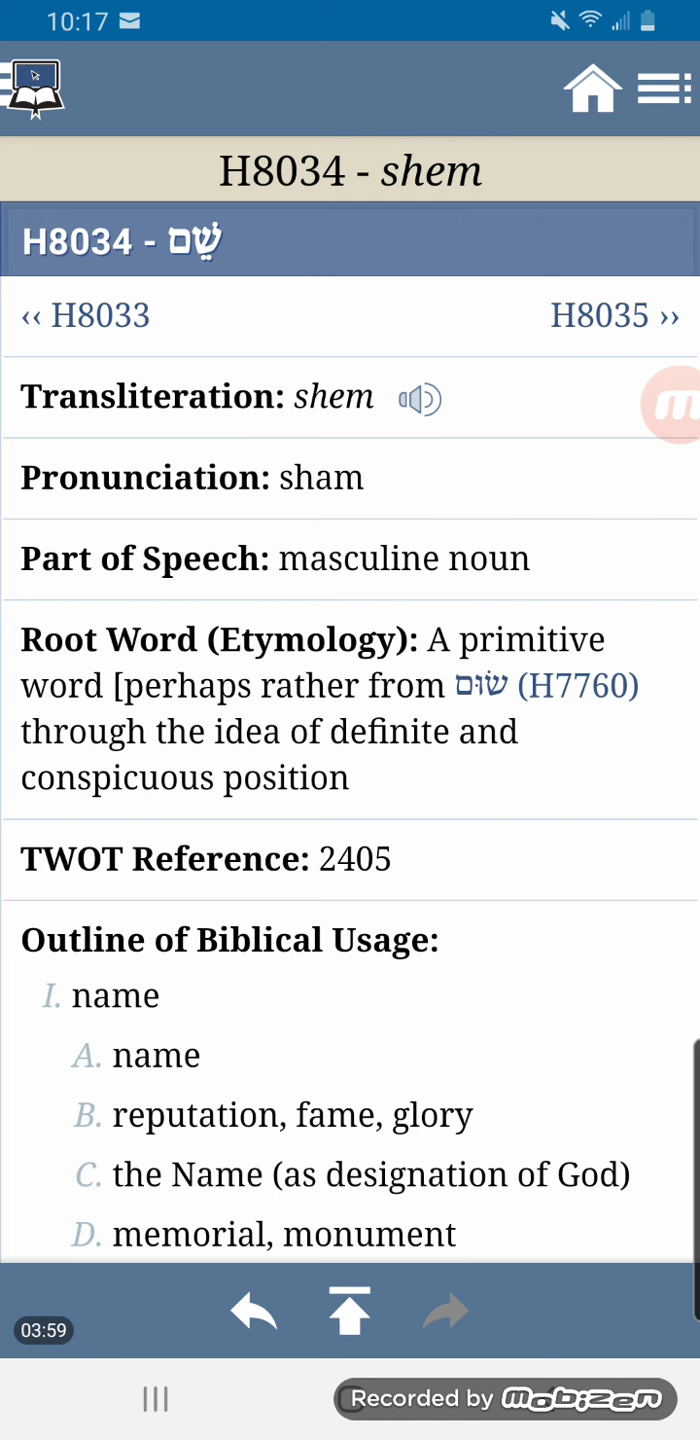 10:17
H8034 - shem
H8034 - שֵׁם
‹‹ H8033
H8035 ››
Transliteration: shem
Pronunciation: sham
Part of Speech: masculine noun
Root Word (Etymology): A primitive
word [perhaps rather from שׂוּם (H7760)
through the idea of definite and
conspicuous position
TWOT Reference: 2405
Outline of Biblical Usage:
I. name
A. name
B. reputation, fame, glory
C. the Name (as designation of God)
D. memorial, monument
03:59
Recorded by mobizen